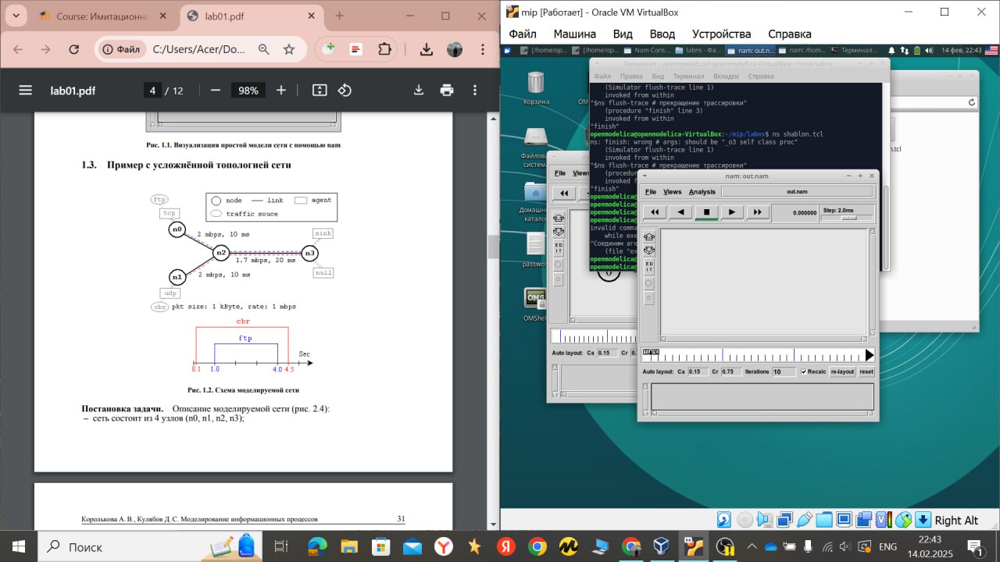 Course: Имитационно
lab01.pdf
Файл
C:/Users/Acer/Do...
lab01.pdf
4 / 12
98%
Рис. 1.1. Визуализация простой модели сети с помощью nam
1.3. Пример с усложнённой топологией сети
ftp
node
link
agent
traffic souce
tcp
n0
2 mbps, 10 ms
sink
n2
n3
1.7 mbps, 20 ms
n1
2 mbps, 10 ms
null
udp
cbr
pkt size: 1 kByte, rate: 1 mbps
cbr
ftp
Sec
0.1 1.0 4.0 4.5
Рис. 1.2. Схема моделируемой сети
Постановка задачи. Описание моделируемой сети (рис. 2.4):
– сеть состоит из 4 узлов (n0, n1, n2, n3);
Королькова А. В., Кулябов Д. С. Моделирование информационных процессов
31
mip [Работает] - Oracle VM VirtualBox
Файл Машина Вид Ввод Устройства Справка
[/home/op...
[/home/op...
Nam Cons...
labns - Фа...
nam: out.n...
nam: /hom...
Терминал...
14 фев, 22:43
Корзина
OM
Файлова
систем
Домашн
катало
passwor
OMShel
Терминал - openmodelica@openmodelica-VirtualBox: ~/mip/labns
Файл Правка Вид Терминал Вкладки Справка
(Simulator flush-trace line 1)
invoked from within
"$ns flush-trace # прекращение трассировки"
(procedure "finish" line 3)
invoked from within
"finish"
openmodelica@openmodelica-VirtualBox:~/mip/labns$ ns shablon.tcl
ns: finish: wrong # args: should be "_o3 self class proc"
(Simulator flush-trace line 1)
invoked from within
"$ns flush-trace # прекращение трассировки"
(procedur
invoked f
"finish"
openmodelica
openmodelica
openmodelica
openmodelica
invalid comma
while exe
"Соединим аге
(file "ex
openmodelica@
openmodelica@
n.tcl
File Views
Auto layout: Ca 0.15 Cr 0.
nam: out.nam
File Views Analysis
out.nam
0.000000
Step: 2.0ms
E D
I T
Auto layout: Ca 0.15 Cr 0.75 Iterations 10 Recalc re-layout reset
Right Alt
Поиск
ENG
22:43
14.02.2025
1